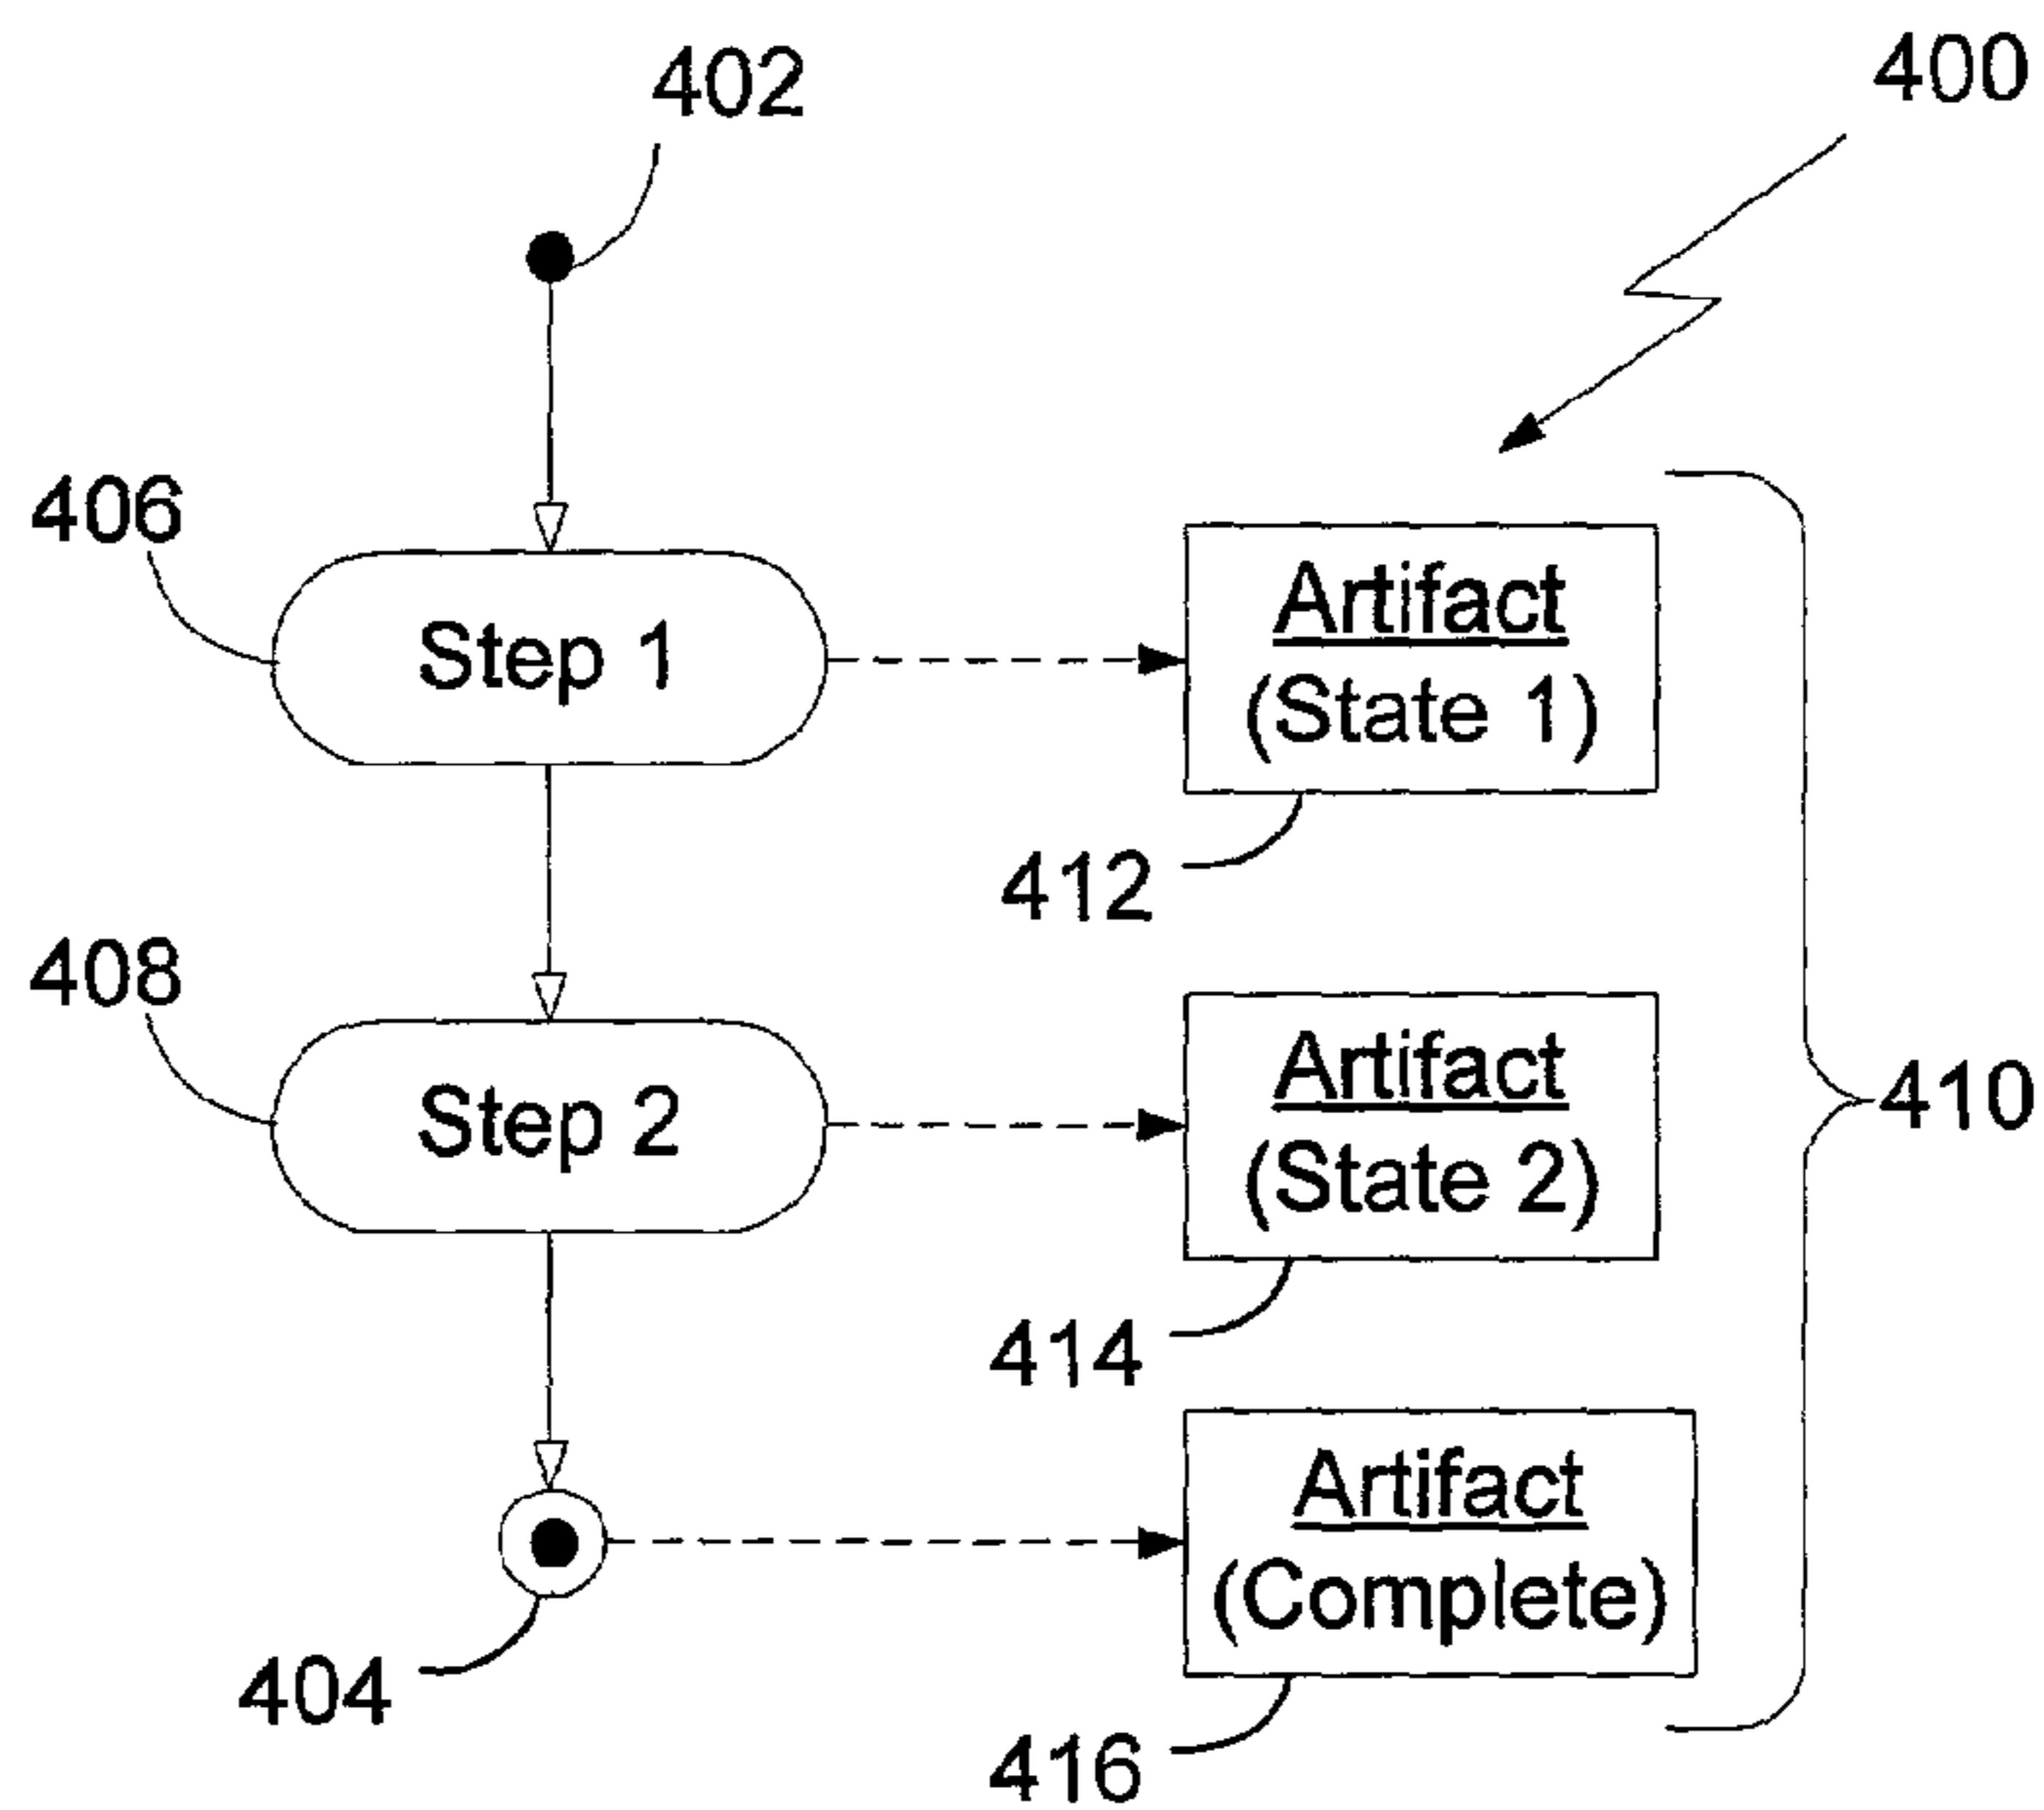 402
400
406
Step 1
Artifact
(State 1)
412
408
Step 2
Artifact
(State 2)
410
414
Artifact
(Complete)
404
416